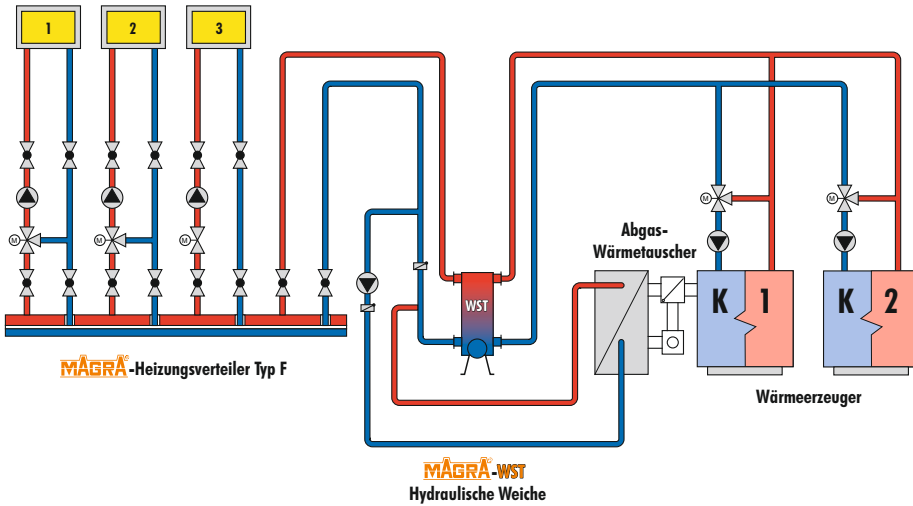 1 2 3
M M M
M M
Abgas-
Wärmetauscher
WST
K 1 K 2
MAGRA®-Heizungsverteiler Typ F
Wärmeerzeuger
MAGRA®-WST
Hydraulische Weiche